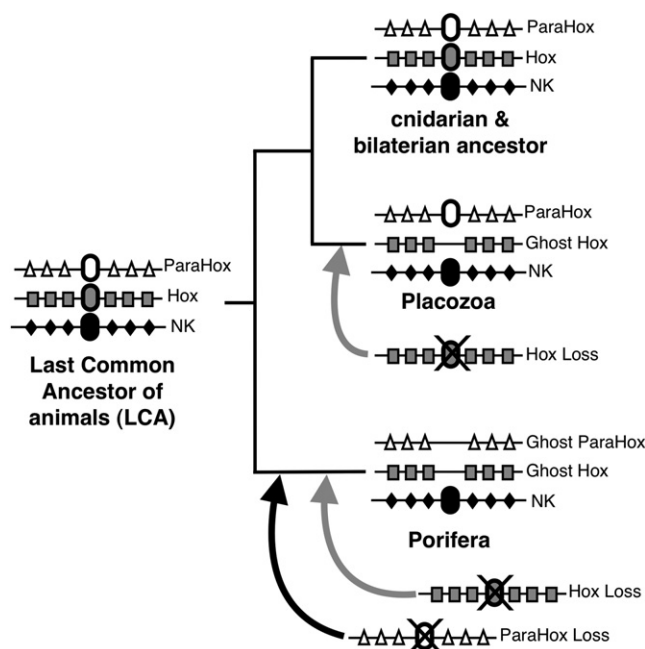 ParaHox
Hox
NK
cnidarian &
bilaterian ancestor
ParaHox
Ghost Hox
NK
Placozoa
Hox Loss
ParaHox
Hox
NK
Last Common
Ancestor of
animals (LCA)
Ghost ParaHox
Ghost Hox
NK
Porifera
Hox Loss
ParaHox Loss